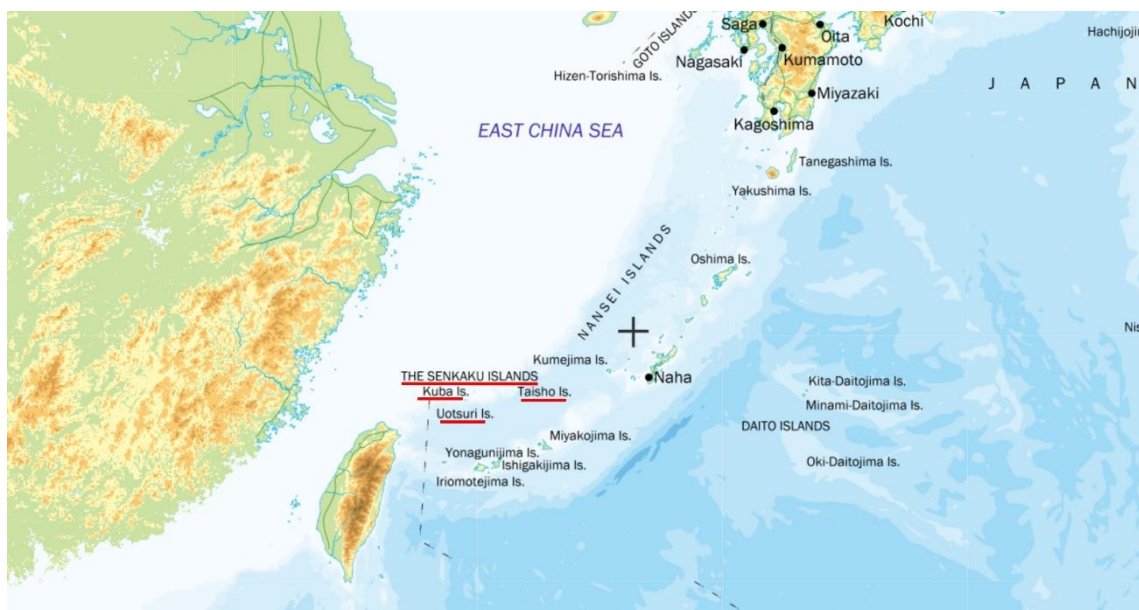 Saga
Oita
Kochi
Hachijoji
GOTO ISLANDS
Nagasaki
Kumamoto
Hizen-Torishima Is.
J A P A N
Miyazaki
EAST CHINA SEA
Kagoshima
Tanegashima Is.
Yakushima Is.
NANSEI ISLANDS
Oshima Is.
Nis
Kumejima Is.
THE SENKAKU ISLANDS
Naha
Kuba Is.
Taisho Is.
Kita-Daitojima Is.
Uotsuri Is.
Minami-Daitojima Is.
DAITO ISLANDS
Miyakojima Is.
Yonagunijima Is.
Ishigakijima Is.
Oki-Daitojima Is.
Iriomotejima Is.